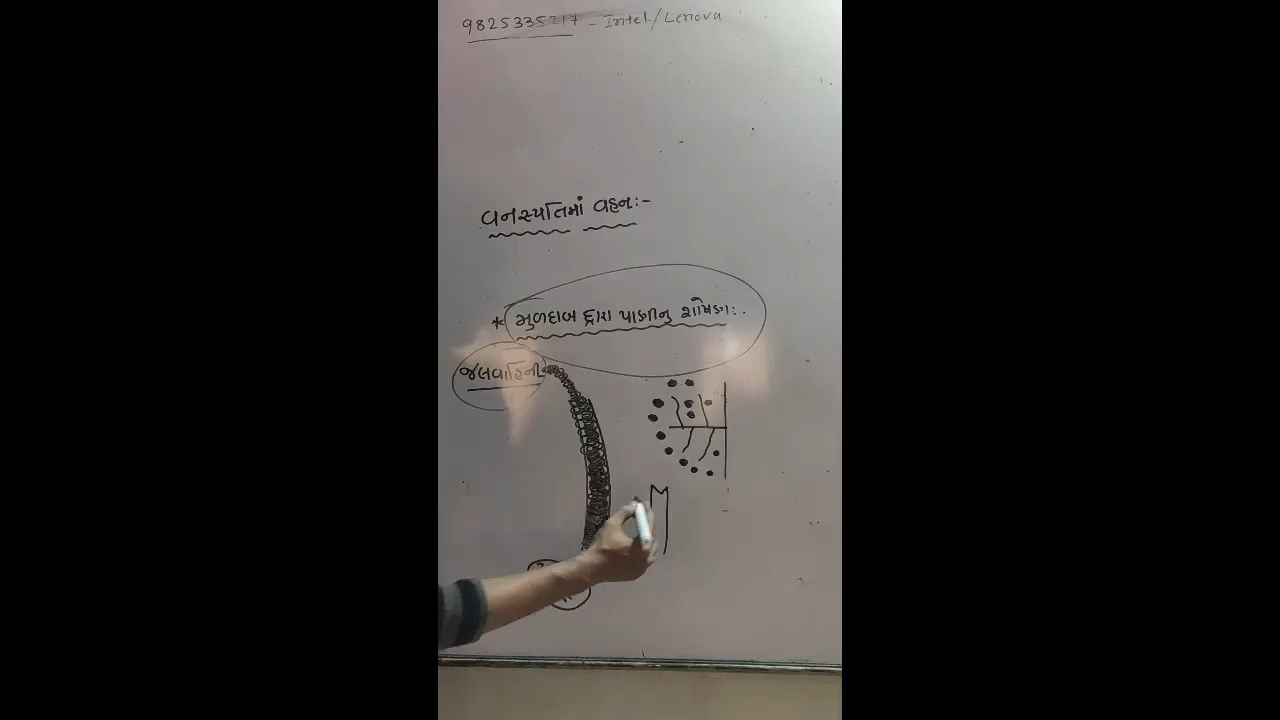 9825335217 - Intel/Lenova
વનસ્પતિમાં વહન:-
* મુળદાબ દ્વારા પાણીનુ શોષણ:.
જલવાહિની